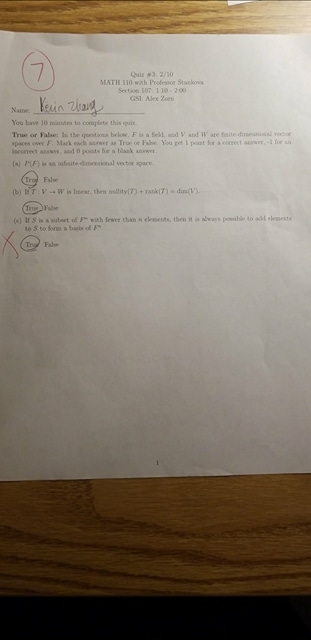 7
Quiz #3. 2/10
MATH 110 with Professor Stankova
Section 107: 1:10 - 2:00
GSI: Alex Zorn
Name: Kevin Zhang
You have 10 minutes to complete this quiz.
True or False: In the questions below, F is a field, and V and W are finite-dimensional vector
spaces over F. Mark each answer as True or False. You get 1 point for a correct answer, -1 for an
incorrect answer, and 0 points for a blank answer.
(a) P(F) is an infinite-dimensional vector space.
True False
(b) If T : V → W is linear, then nullity(T) + rank(T) = dim(V).
True False
(c) If S is a subset of Fⁿ with fewer than n elements, then it is always possible to add elements
to S to form a basis of Fⁿ
X True False
1